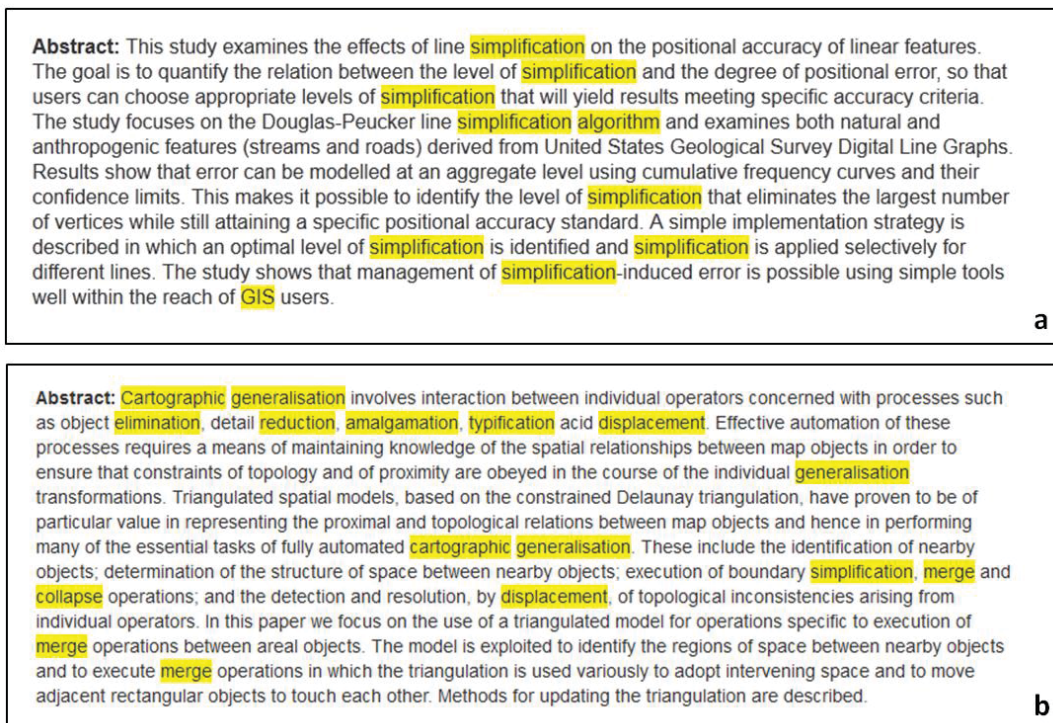 Abstract: This study examines the effects of line simplification on the positional accuracy of linear features.
The goal is to quantify the relation between the level of simplification and the degree of positional error, so that
users can choose appropriate levels of simplification that will yield results meeting specific accuracy criteria.
The study focuses on the Douglas-Peucker line simplification algorithm and examines both natural and
anthropogenic features (streams and roads) derived from United States Geological Survey Digital Line Graphs.
Results show that error can be modelled at an aggregate level using cumulative frequency curves and their
confidence limits. This makes it possible to identify the level of simplification that eliminates the largest number
of vertices while still attaining a specific positional accuracy standard. A simple implementation strategy is
described in which an optimal level of simplification is identified and simplification is applied selectively for
different lines. The study shows that management of simplification-induced error is possible using simple tools
well within the reach of GIS users.
a
Abstract: Cartographic generalisation involves interaction between individual operators concerned with processes such
as object elimination, detail reduction, amalgamation, typification acid displacement. Effective automation of these
processes requires a means of maintaining knowledge of the spatial relationships between map objects in order to
ensure that constraints of topology and of proximity are obeyed in the course of the individual generalisation
transformations. Triangulated spatial models, based on the constrained Delaunay triangulation, have proven to be of
particular value in representing the proximal and topological relations between map objects and hence in performing
many of the essential tasks of fully automated cartographic generalisation. These include the identification of nearby
objects; determination of the structure of space between nearby objects; execution of boundary simplification, merge and
collapse operations; and the detection and resolution, by displacement, of topological inconsistencies arising from
individual operators. In this paper we focus on the use of a triangulated model for operations specific to execution of
merge operations between areal objects. The model is exploited to identify the regions of space between nearby objects
and to execute merge operations in which the triangulation is used variously to adopt intervening space and to move
adjacent rectangular objects to touch each other. Methods for updating the triangulation are described.
b